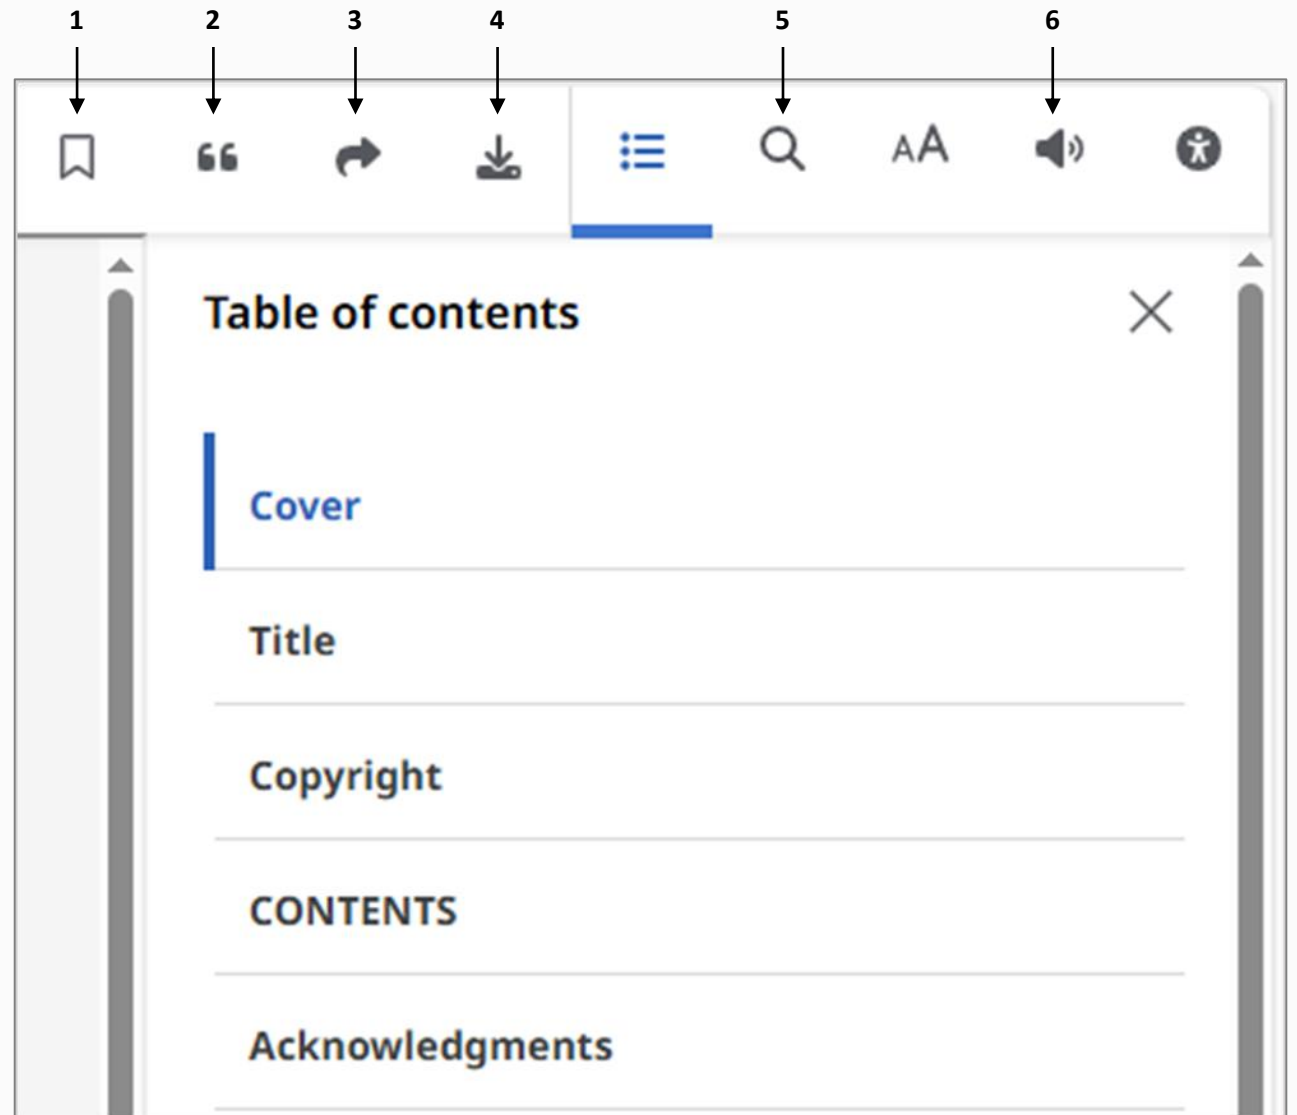 1 2 3 4 5 6
AA
Table of contents
Cover
Title
Copyright
CONTENTS
Acknowledgments